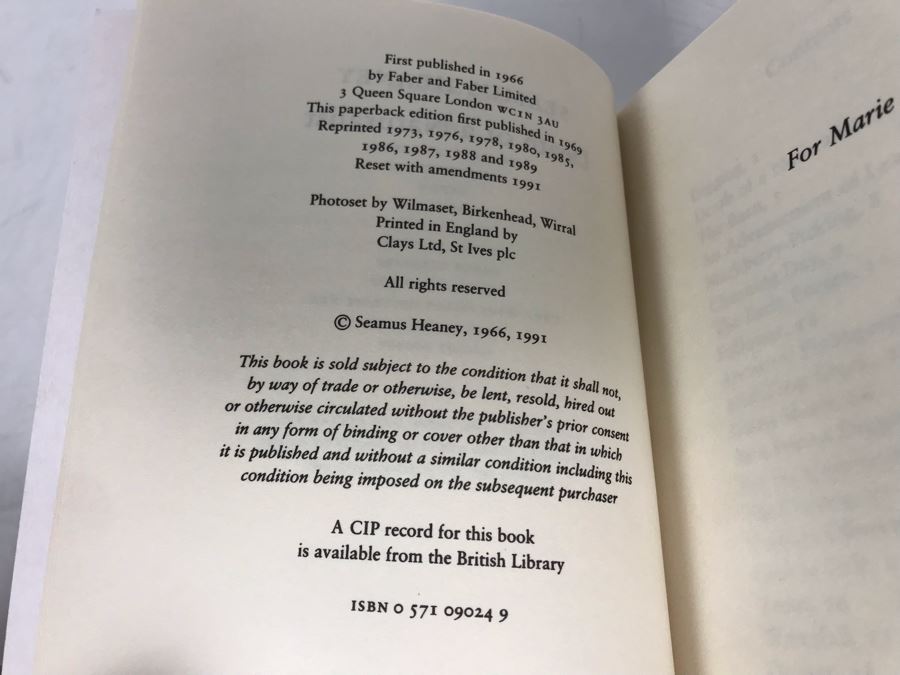 First published in 1966
by Faber and Faber Limited
3 Queen Square London WC1N 3AU
This paperback edition first published in 1969
Reprinted 1973, 1976, 1978, 1980, 1985,
1986, 1987, 1988 and 1989
Reset with amendments 1991
Photoset by Wilmaset, Birkenhead, Wirral
Printed in England by
Clays Ltd, St Ives plc
All rights reserved
© Seamus Heaney, 1966, 1991
This book is sold subject to the condition that it shall not,
by way of trade or otherwise, be lent, resold, hired out
or otherwise circulated without the publisher's prior consent
in any form of binding or cover other than that in which
it is published and without a similar condition including this
condition being imposed on the subsequent purchaser
A CIP record for this book
is available from the British Library
ISBN 0 571 09024 9
For Marie